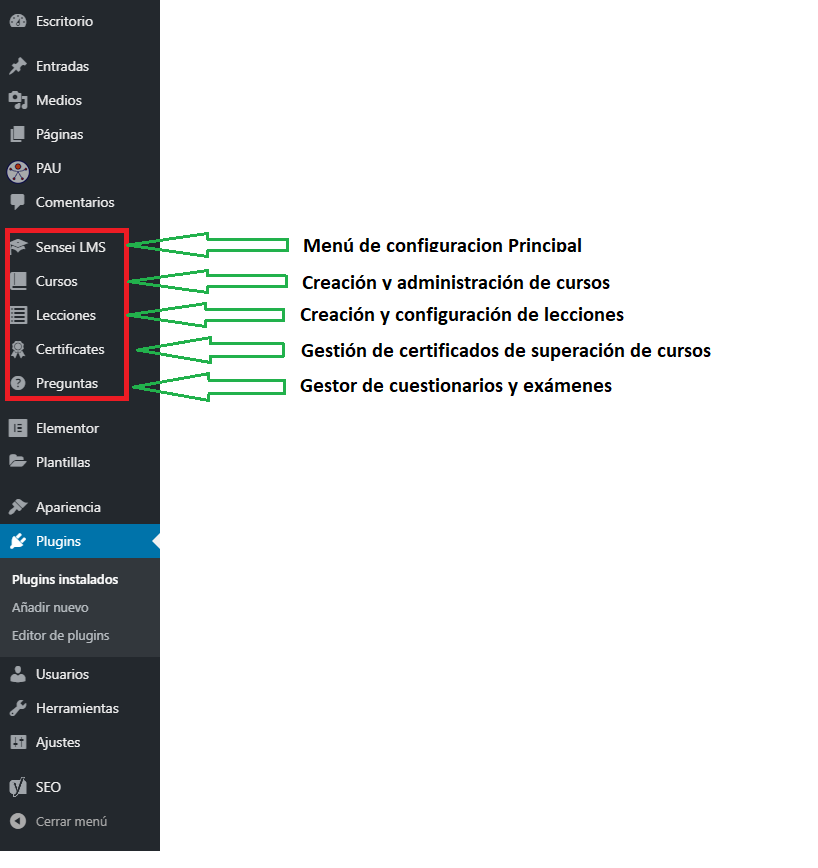 Escritorio
Entradas
Medios
Páginas
PAU
Comentarios
Sensei LMS Menú de configuracion Principal
Cursos Creación y administración de cursos
Lecciones Creación y configuración de lecciones
Certificates Gestión de certificados de superación de cursos
Preguntas Gestor de cuestionarios y exámenes
Elementor
Plantillas
Apariencia
Plugins
Plugins instalados
Añadir nuevo
Editor de plugins
Usuarios
Herramientas
Ajustes
SEO
Cerrar menú